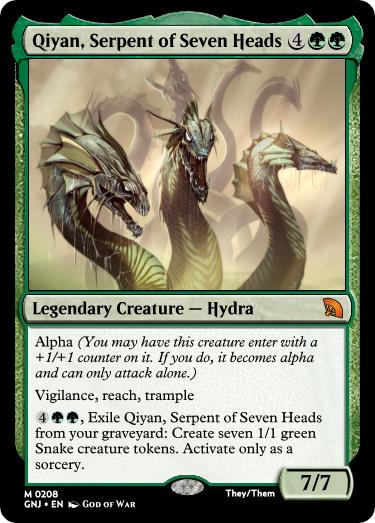 Qiyan, Serpent of Seven Heads 4
Legendary Creature — Hydra
Alpha (You may have this creature enter with a
+1/+1 counter on it. If you do, it becomes alpha
and can only attack alone.)
Vigilance, reach, trample
4, Exile Qiyan, Serpent of Seven Heads
from your graveyard: Create seven 1/1 green
Snake creature tokens. Activate only as a
sorcery.
7/7
M 0208
GNJ • EN God of War
They/Them